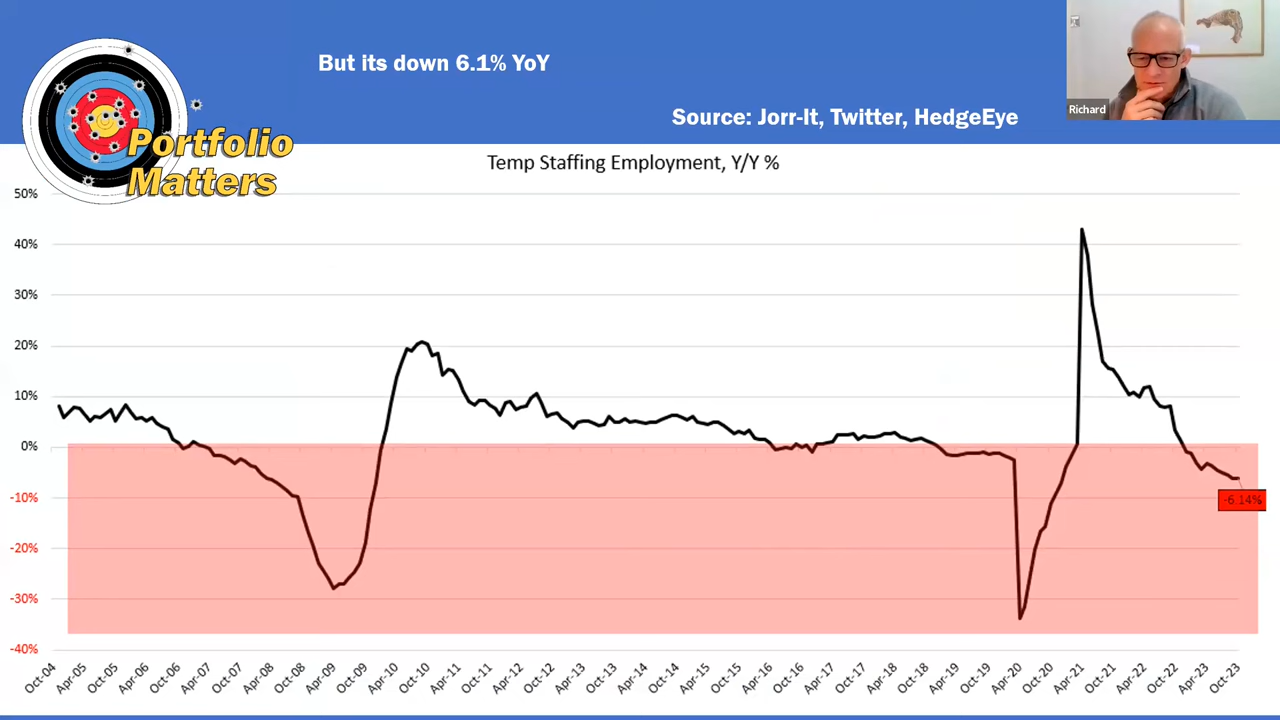 But its down 6.1% YoY
Richard
Source: Jorr-It, Twitter, HedgeEye
Portfolio
Matters
Temp Staffing Employment, Y/Y %
50%
40%
30%
20%
10%
0%
-10%
-20%
-30%
-40%
-6.14%
Oct-04
Apr-05
Oct-05
Apr-06
Oct-06
Apr-07
Oct-07
Apr-08
Oct-08
Apr-09
Oct-09
Apr-10
Oct-10
Apr-11
Oct-11
Apr-12
Oct-12
Apr-13
Oct-13
Apr-14
Oct-14
Apr-15
Oct-15
Apr-16
Oct-16
Apr-17
Oct-17
Apr-18
Oct-18
Apr-19
Oct-19
Apr-20
Oct-20
Apr-21
Oct-21
Apr-22
Oct-22
Apr-23
Oct-23